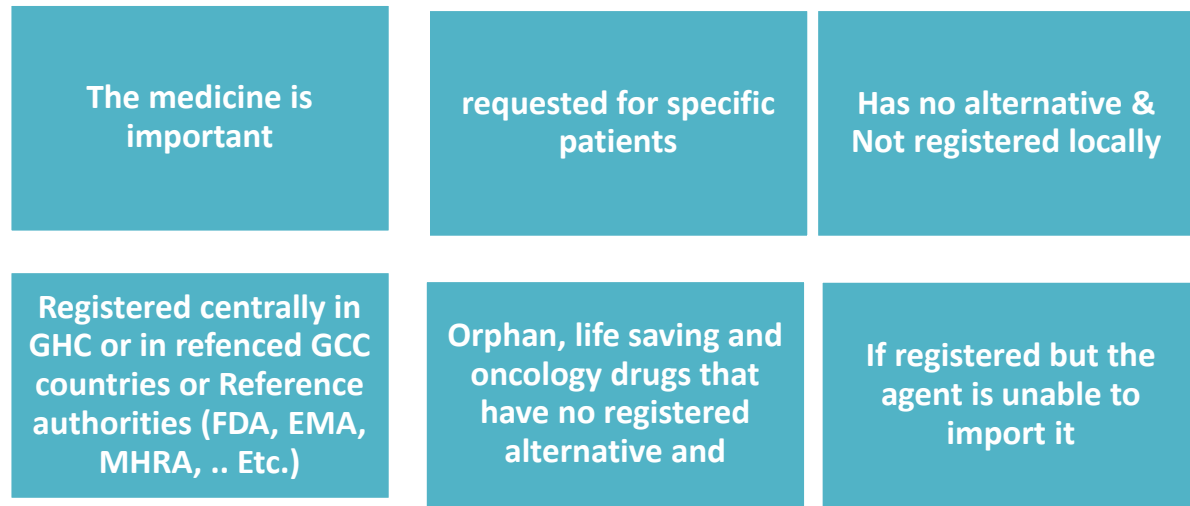 The medicine is
important
requested for specific
patients
Has no alternative &
Not registered locally
Registered centrally in
GHC or in refenced GCC
countries or Reference
authorities (FDA, EMA,
MHRA, .. Etc.)
Orphan, life saving and
oncology drugs that
have no registered
alternative and
If registered but the
agent is unable to
import it